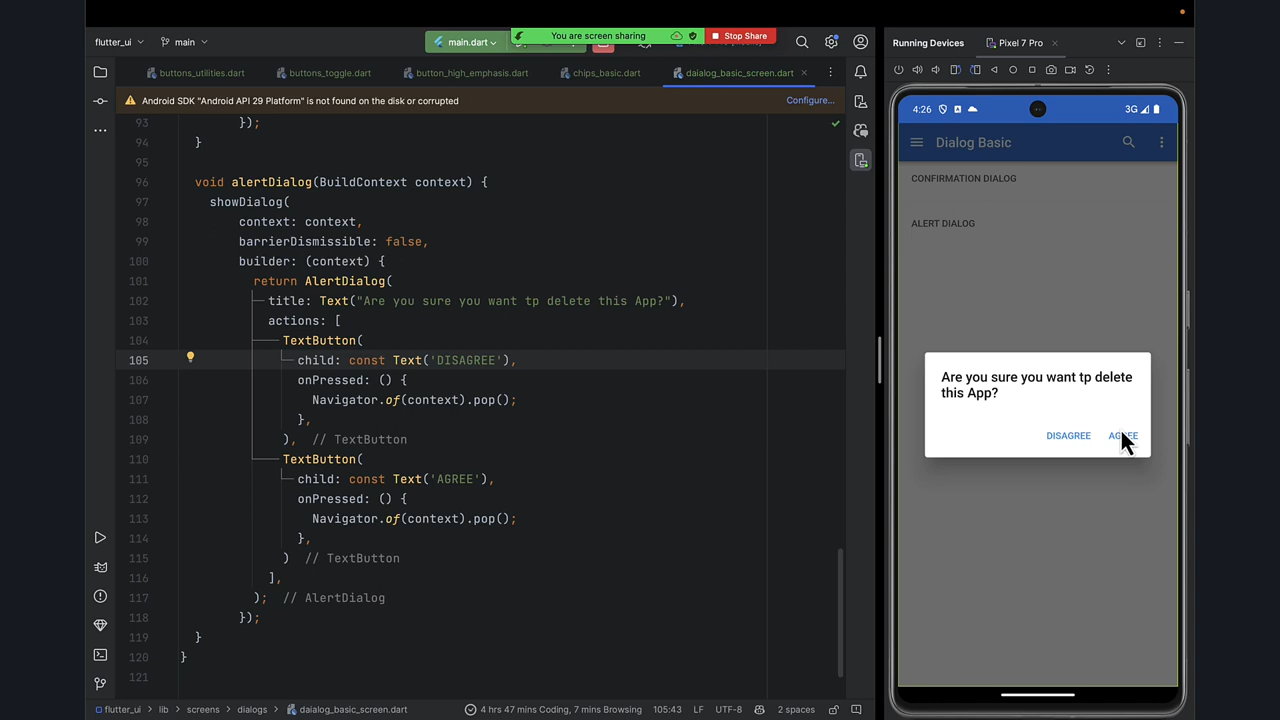 flutter_ui
main
main.dart
You are screen sharing
Stop Share
buttons_utilities.dart
buttons_toggle.dart
button_high_emphasis.dart
chips_basic.dart
daialog_basic_screen.dart
Android SDK "Android API 29 Platform" is not found on the disk or corrupted
Configure...
93 });
94 }
95
96 void alertDialog(BuildContext context) {
97 showDialog(
98 context: context,
99 barrierDismissible: false,
100 builder: (context) {
101 return AlertDialog(
102 title: Text("Are you sure you want tp delete this App?"),
103 actions: [
104 TextButton(
105 child: const Text('DISAGREE'),
106 onPressed: () {
107 Navigator.of(context).pop();
108 },
109 ), // TextButton
110 TextButton(
111 child: const Text('AGREE'),
112 onPressed: () {
113 Navigator.of(context).pop();
114 },
115 ) // TextButton
116 ],
117 ); // AlertDialog
118 });
119 }
120 }
121
flutter_ui > lib > screens > dialogs > daialog_basic_screen.dart
4 hrs 47 mins Coding, 7 mins Browsing
105:43
LF
UTF-8
2 spaces
Running Devices
Pixel 7 Pro
4:26
3G
Dialog Basic
CONFIRMATION DIALOG
ALERT DIALOG
Are you sure you want tp delete
this App?
DISAGREE
AGREE